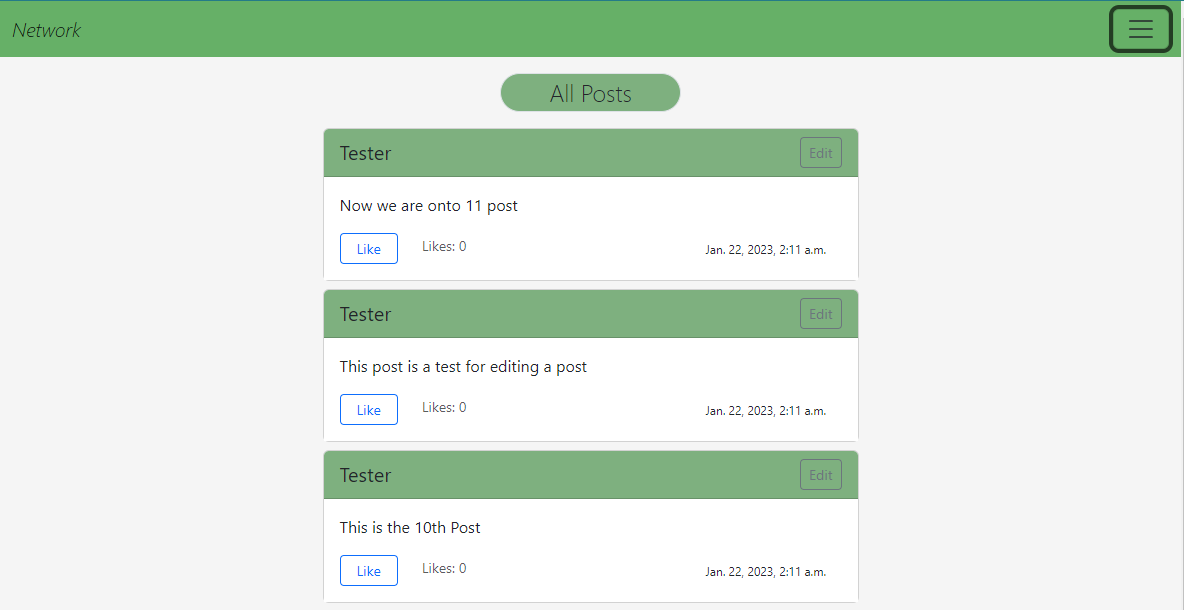 Network
All Posts
Tester Edit
Now we are onto 11 post
Like Likes: 0 Jan. 22, 2023, 2:11 a.m.
Tester Edit
This post is a test for editing a post
Like Likes: 0 Jan. 22, 2023, 2:11 a.m.
Tester Edit
This is the 10th Post
Like Likes: 0 Jan. 22, 2023, 2:11 a.m.